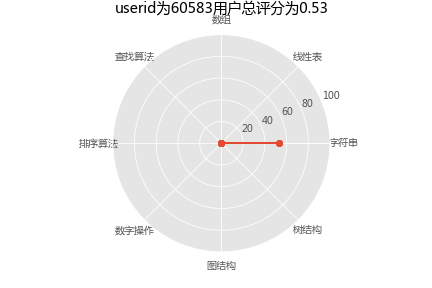 userid为60583用户总评分为0.53
数组
查找算法
线性表
100
80
60
40
20
排序算法
字符串
数字操作
树结构
图结构